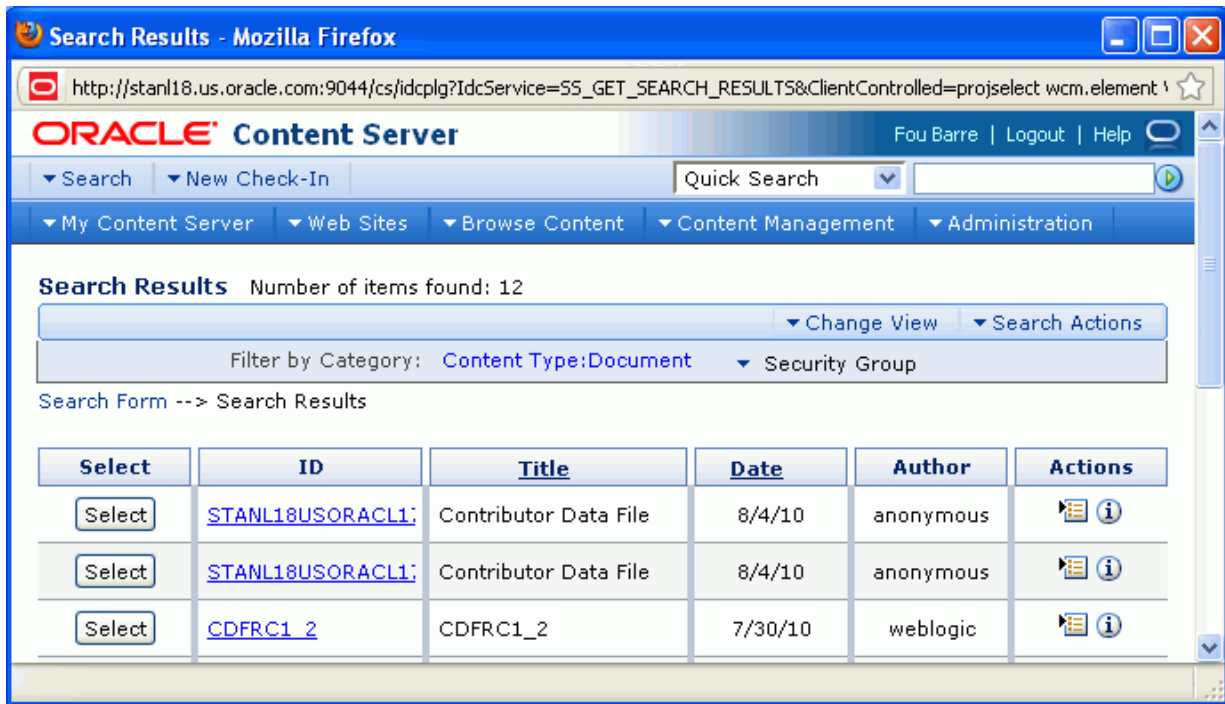 Search Results - Mozilla Firefox
http://stanl18.us.oracle.com:9044/cs/idcplg?IdcService=SS_GET_SEARCH_RESULTS&ClientControlled=projselect wcm.element
ORACLE Content Server Fou Barre | Logout | Help
Search New Check-In Quick Search
My Content Server Web Sites Browse Content Content Management Administration
Search Results Number of items found: 12
Change View Search Actions
Filter by Category: Content Type:Document Security Group
Search Form --> Search Results
Select ID Title Date Author Actions
Select STANL18USORACL17 Contributor Data File 8/4/10 anonymous
Select STANL18USORACL17 Contributor Data File 8/4/10 anonymous
Select CDFRC1_2 CDFRC1_2 7/30/10 weblogic